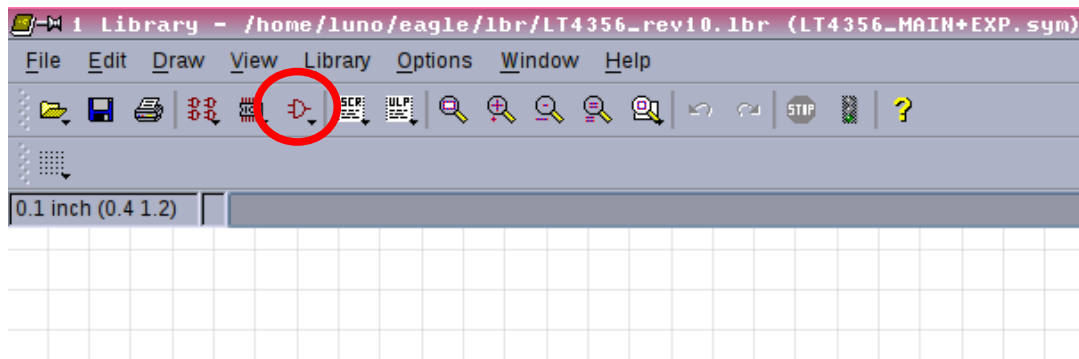 1 Library - /home/luno/eagle/lbr/LT4356_rev10.lbr (LT4356_MAIN+EXP.sym)
File Edit Draw View Library Options Window Help
SCR ULP STOP ?
0.1 inch (0.4 1.2)